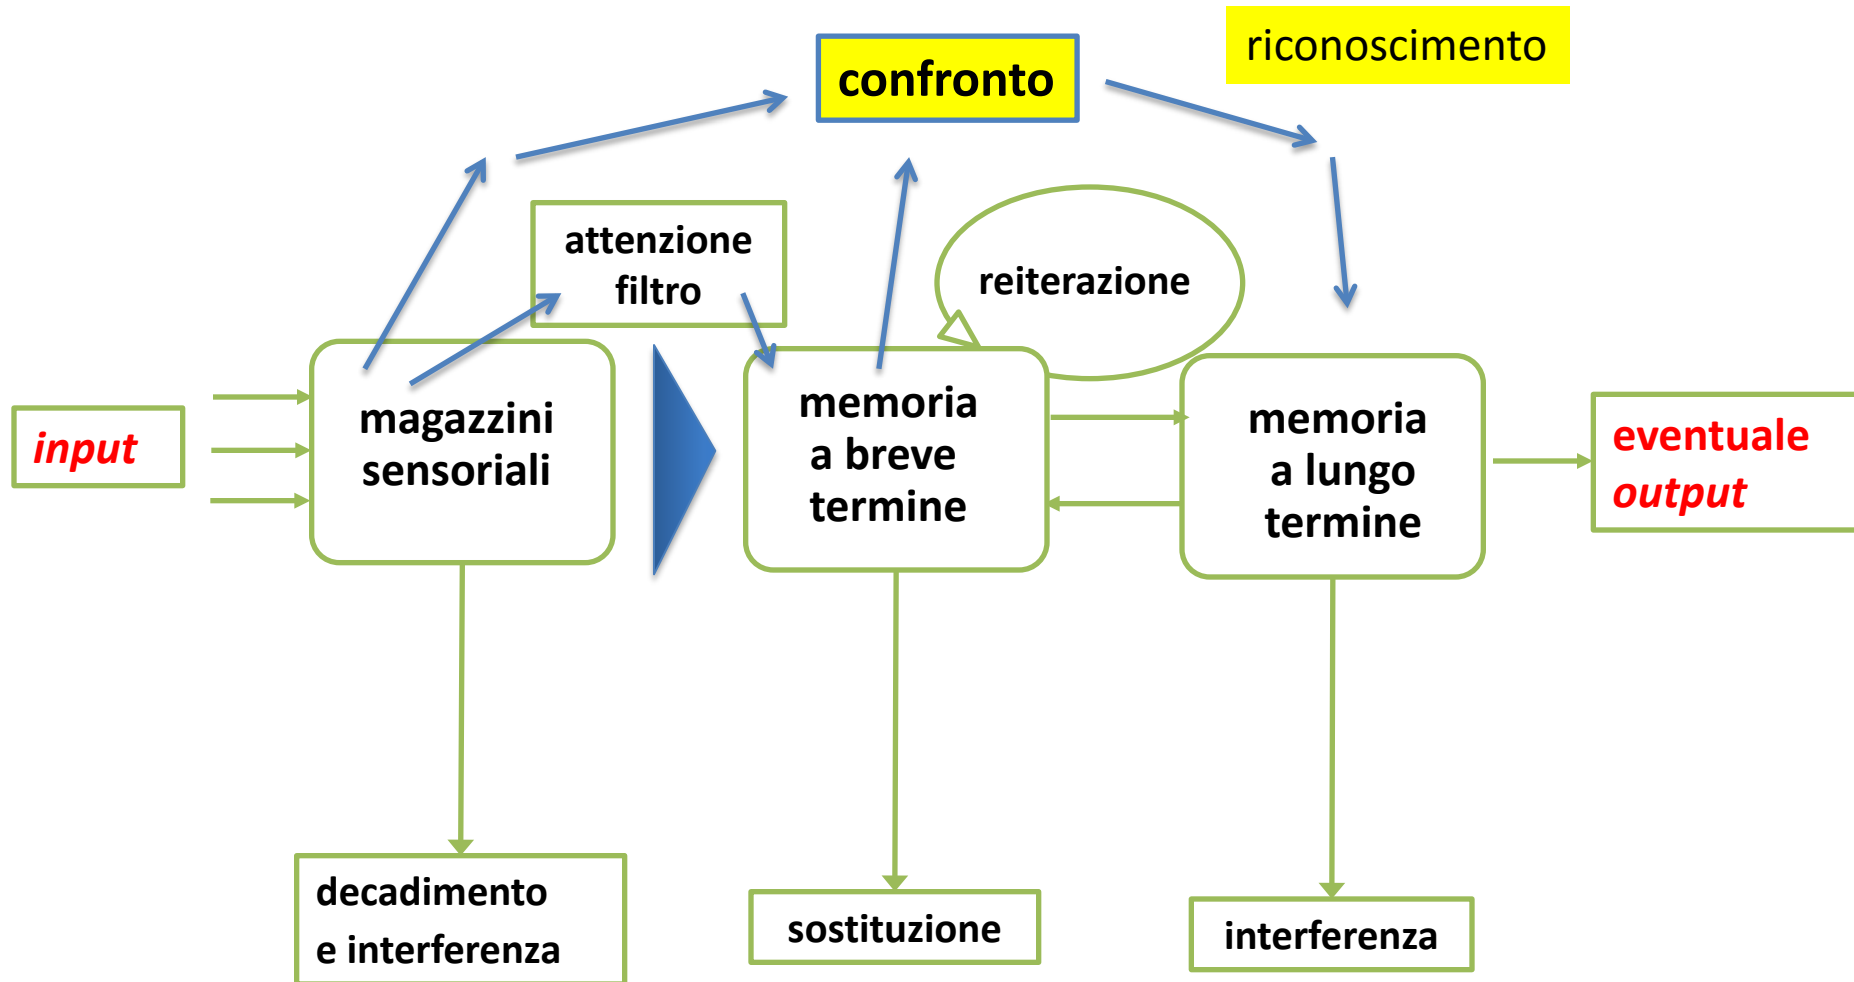 riconoscimento
confronto
attenzione
filtro
reiterazione
input
magazzini
sensoriali
memoria
a breve
termine
memoria
a lungo
termine
eventuale
output
decadimento
e interferenza
sostituzione
interferenza